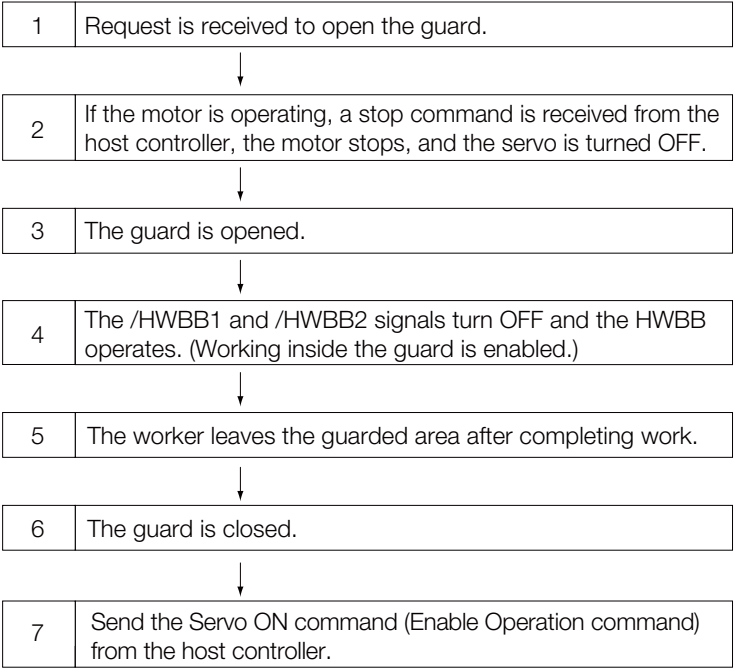 1 Request is received to open the guard.
2 If the motor is operating, a stop command is received from the
host controller, the motor stops, and the servo is turned OFF.
3 The guard is opened.
4 The /HWBB1 and /HWBB2 signals turn OFF and the HWBB
operates. (Working inside the guard is enabled.)
5 The worker leaves the guarded area after completing work.
6 The guard is closed.
7 Send the Servo ON command (Enable Operation command)
from the host controller.